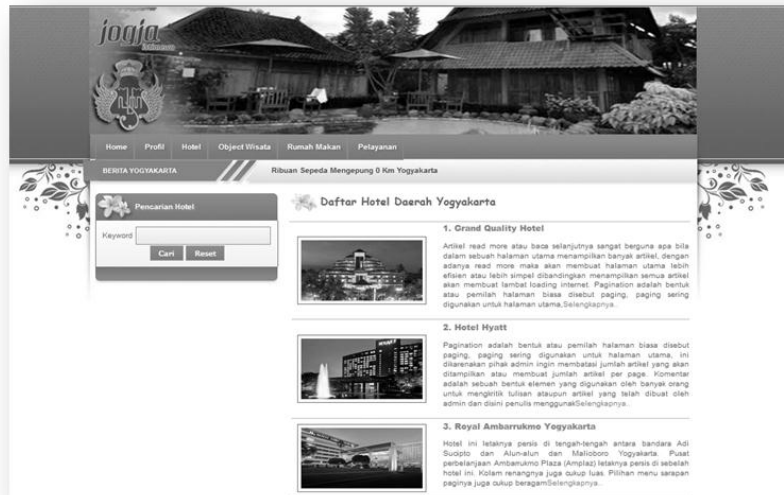 jogja
Home Profil Hotel Object Wisata Rumah Makan Pelayanan
BERITA YOGYAKARTA Ribuan Sepeda Mengepung 0 Km Yogyakarta
Pencarian Hotel
Keyword
Cari Reset
Daftar Hotel Daerah Yogyakarta
1. Grand Quality Hotel
Artikel read more atau baca selanjutnya sangat berguna apa bila
dalam sebuah halaman utama menampilkan banyak artikel, dengan
adanya read more maka akan membuat halaman utama lebih
efisien atau lebih simpel dibandingkan menampilkan semua artikel
akan membuat lambat loading internet. Pagination adalah bentuk
atau pemilah halaman biasa disebut paging, paging sering
digunakan untuk halaman utama,Selengkapnya..
2. Hotel Hyatt
Pagination adalah bentuk atau pemilah halaman biasa disebut
paging, paging sering digunakan untuk halaman utama, ini
dikarenakan pihak admin ingin membatasi jumlah artikel yang akan
ditampilkan atau membuat jumlah artikel per page. Komentar
adalah sebuah bentuk elemen yang digunakan oleh banyak orang
untuk mengkritik tulisan ataupun artikel yang telah dibuat oleh
admin dan disini penulis menggunakSelengkapnya..
3. Royal Ambarrukmo Yogyakarta
Hotel ini letaknya persis di tengah-tengah antara bandara Adi
Sucipto dan Alun-alun dan Malioboro Yogyakarta. Pusat
perbelanjaan Ambarrukmo Plaza (Amplaz) letaknya persis di sebelah
hotel ini. Kolam renangnya juga cukup luas. Pilihan menu sarapan
paginya juga cukup beragamSelengkapnya..